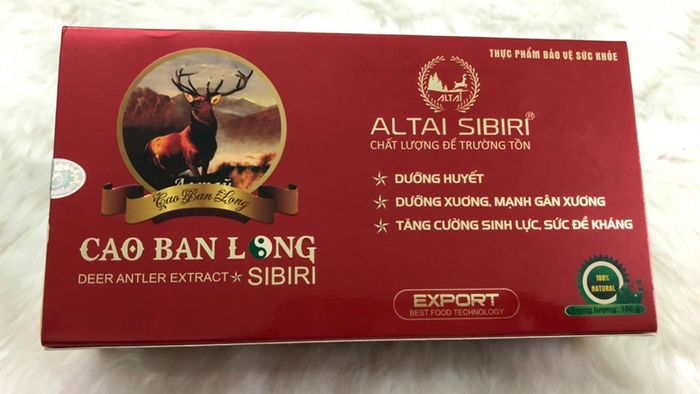 THỰC PHẨM BẢO VỆ SỨC KHỎE
ALTAI
ALTAI SIBIRI®
CHẤT LƯỢNG ĐỂ TRƯỜNG TỒN
DƯỠNG HUYẾT
DƯỠNG XƯƠNG, MẠNH GÂN XƯƠNG
TĂNG CƯỜNG SINH LỰC, SỨC ĐỀ KHÁNG
Cao Ban Long
CAO BAN LONG
DEER ANTLER EXTRACT SIBIRI
EXPORT
BEST FOOD TECHNOLOGY
100%
NATURAL
Trọng lượng: 100 g